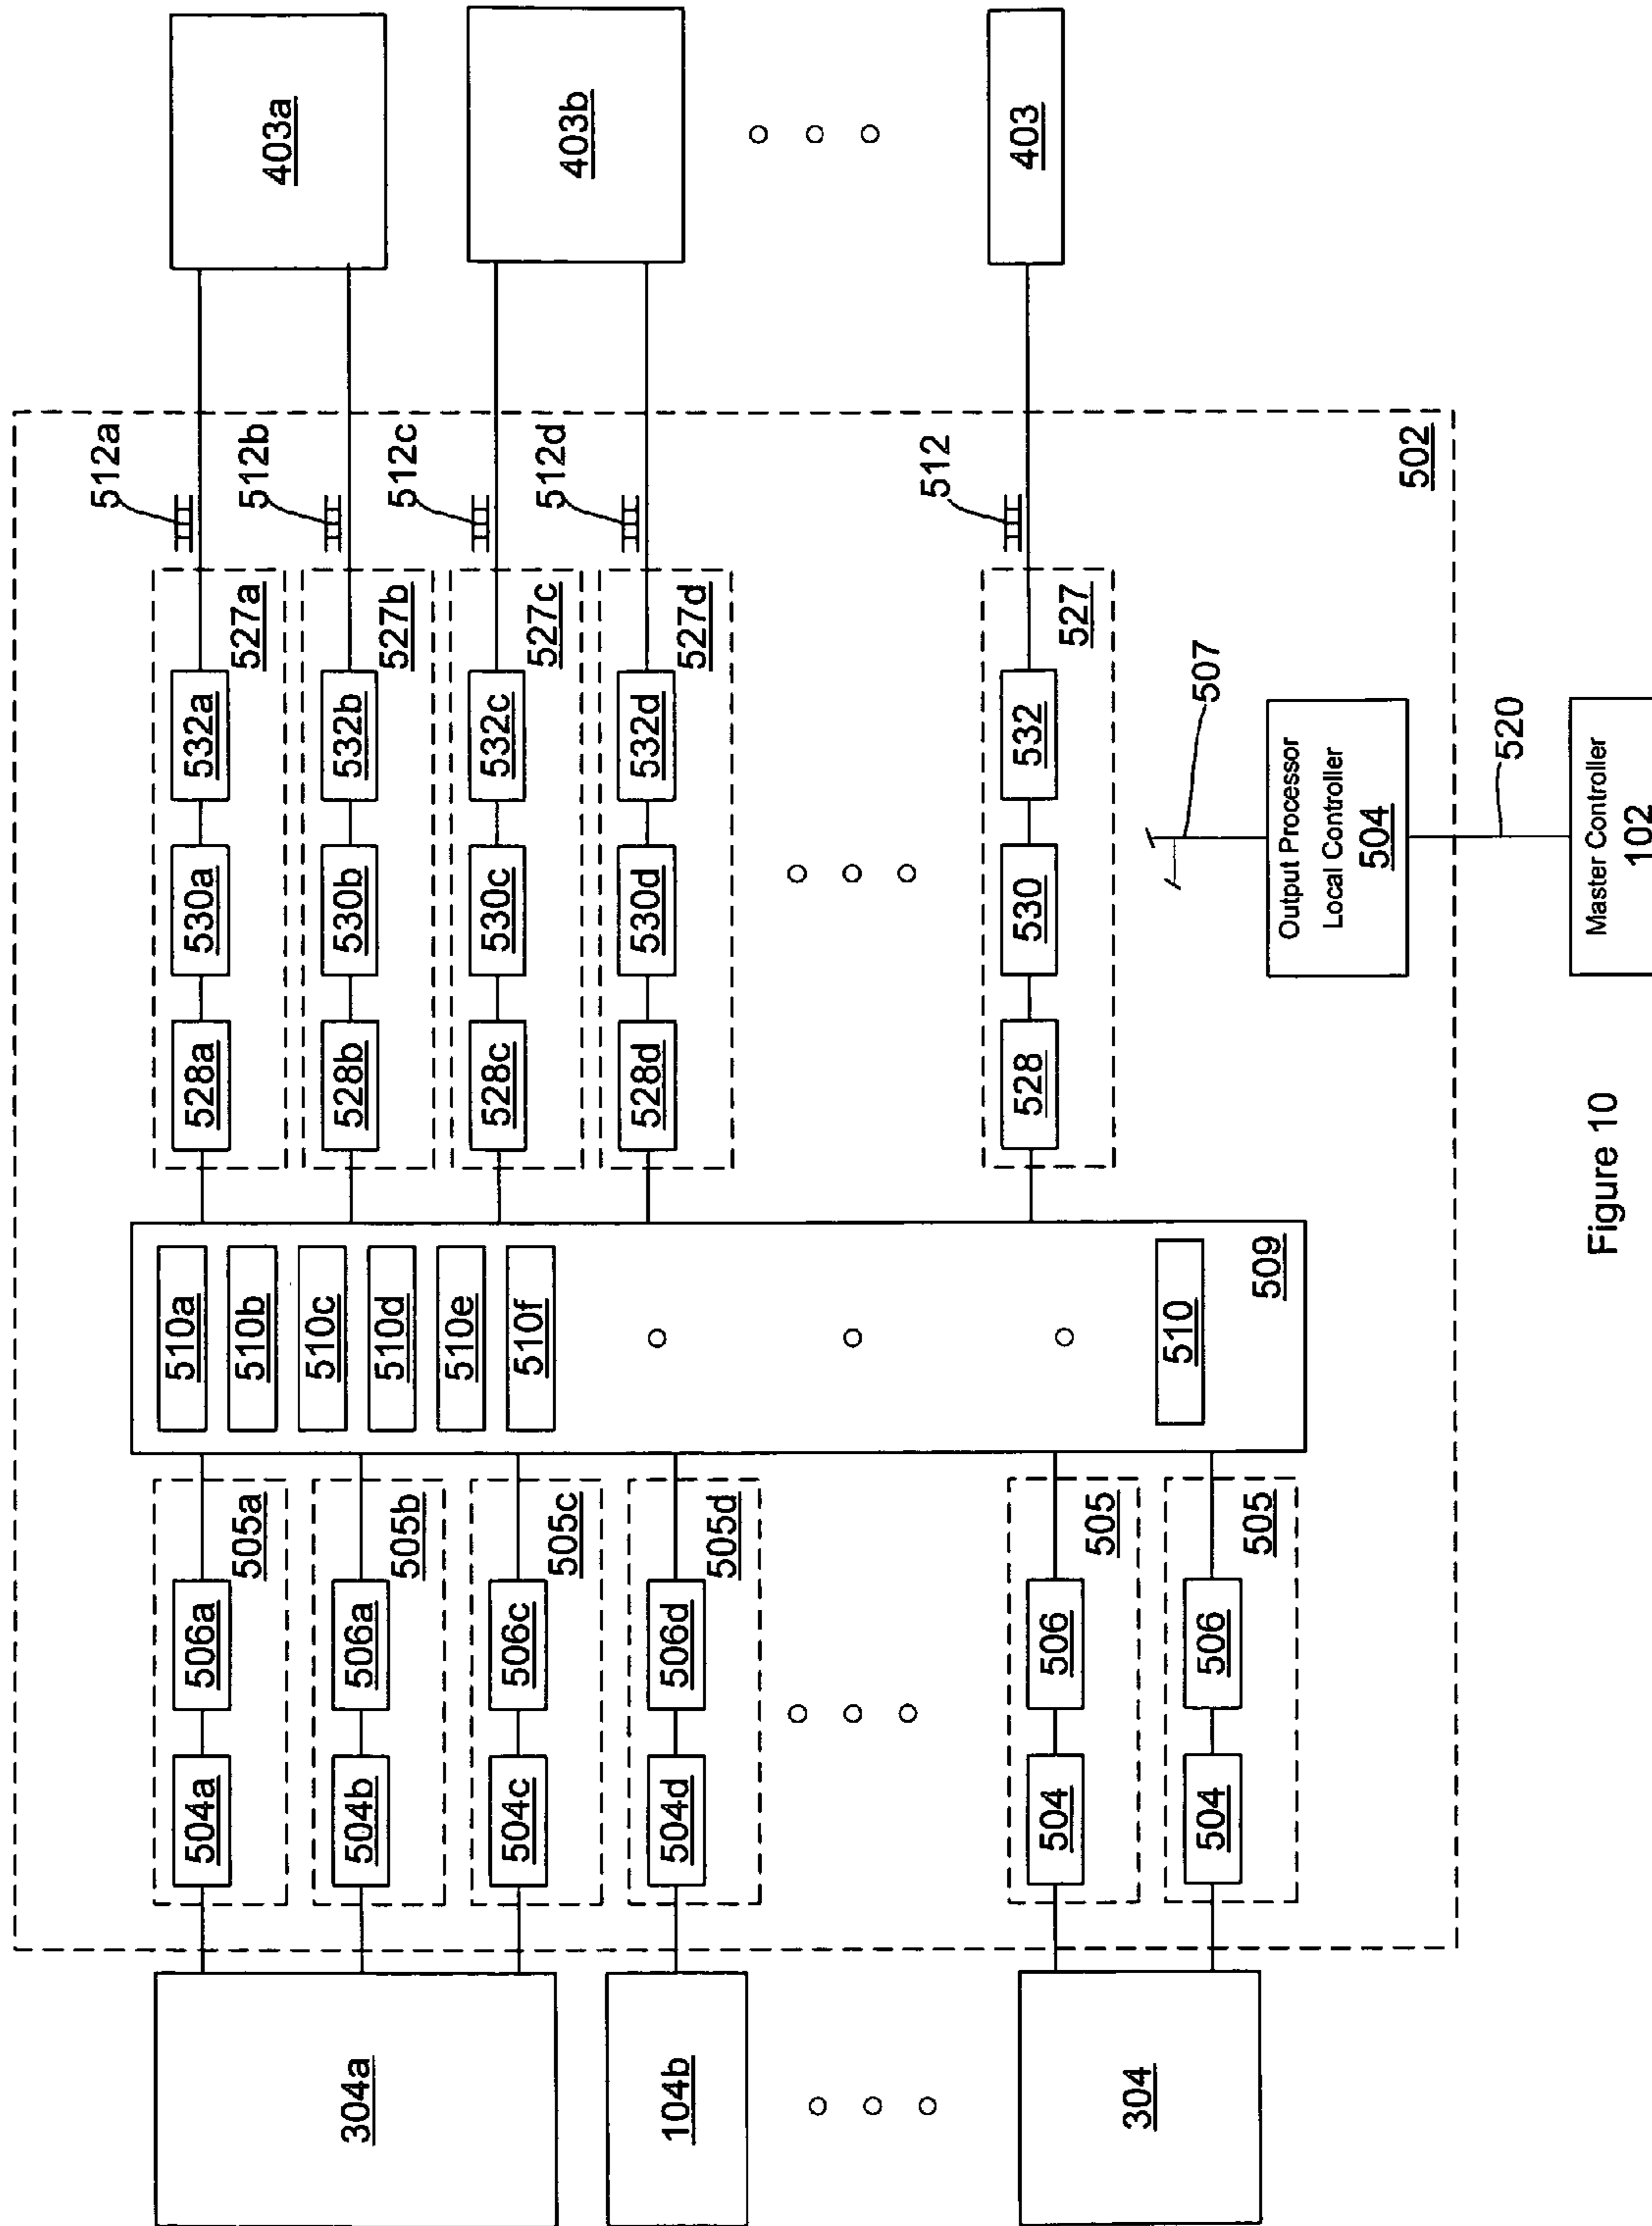 304a
104b
304
504a
506a
505a
504b
506a
505b
504c
506c
505c
504d
506d
505d
504
506
505
504
506
505
510a
510b
510c
510d
510e
510f
510
509
528a
530a
532a
527a
528b
530b
532b
527b
528c
530c
532c
527c
528d
530d
532d
527d
528
530
532
527
512a
512b
512c
512d
512
403a
403b
403
507
Output Processor
Local Controller
504
502
520
Master Controller
102
Figure 10